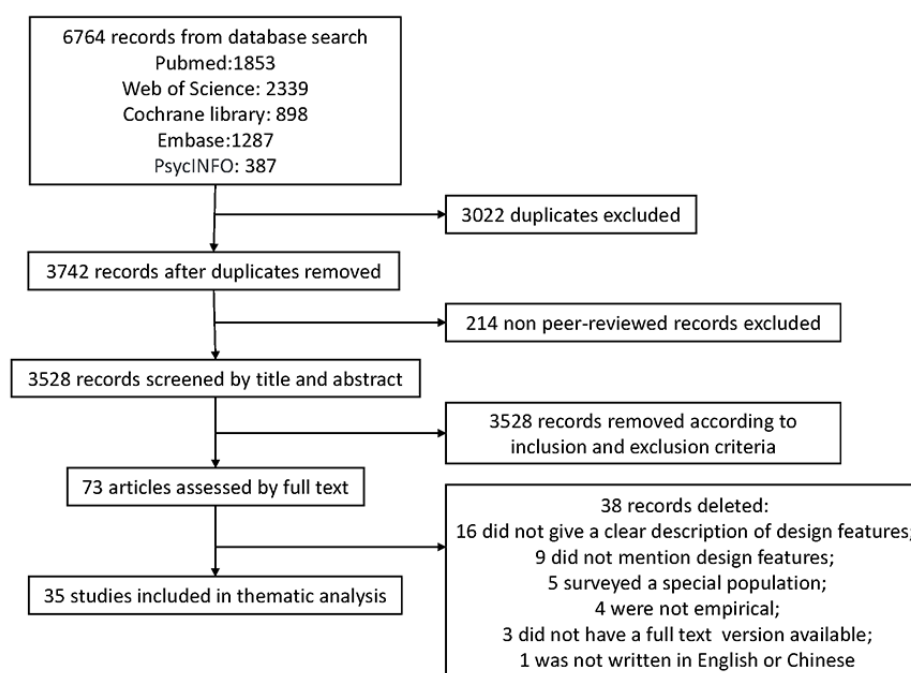 6764 records from database search
Pubmed:1853
Web of Science: 2339
Cochrane library: 898
Embase:1287
PsycINFO: 387
3022 duplicates excluded
3742 records after duplicates removed
214 non peer-reviewed records excluded
3528 records screened by title and abstract
3528 records removed according to
inclusion and exclusion criteria
73 articles assessed by full text
38 records deleted:
16 did not give a clear description of design features;
9 did not mention design features;
5 surveyed a special population;
4 were not empirical;
3 did not have a full text version available;
1 was not written in English or Chinese
35 studies included in thematic analysis